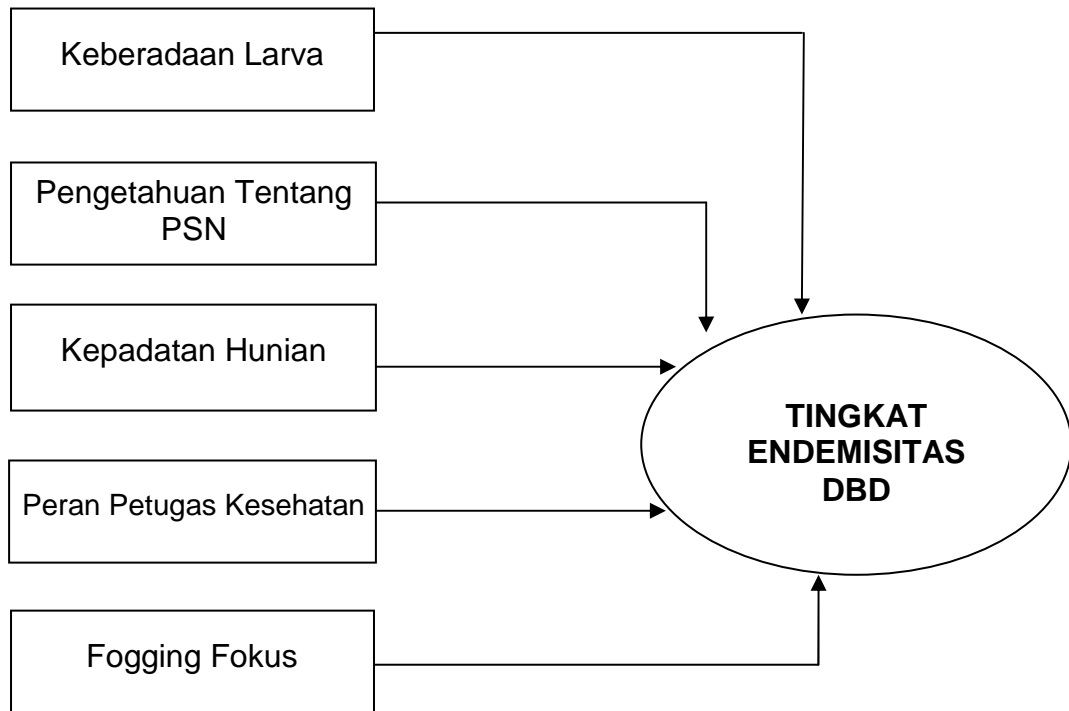 Keberadaan Larva
Pengetahuan Tentang
PSN
Kepadatan Hunian
Peran Petugas Kesehatan
Fogging Fokus
TINGKAT
ENDEMISITAS
DBD